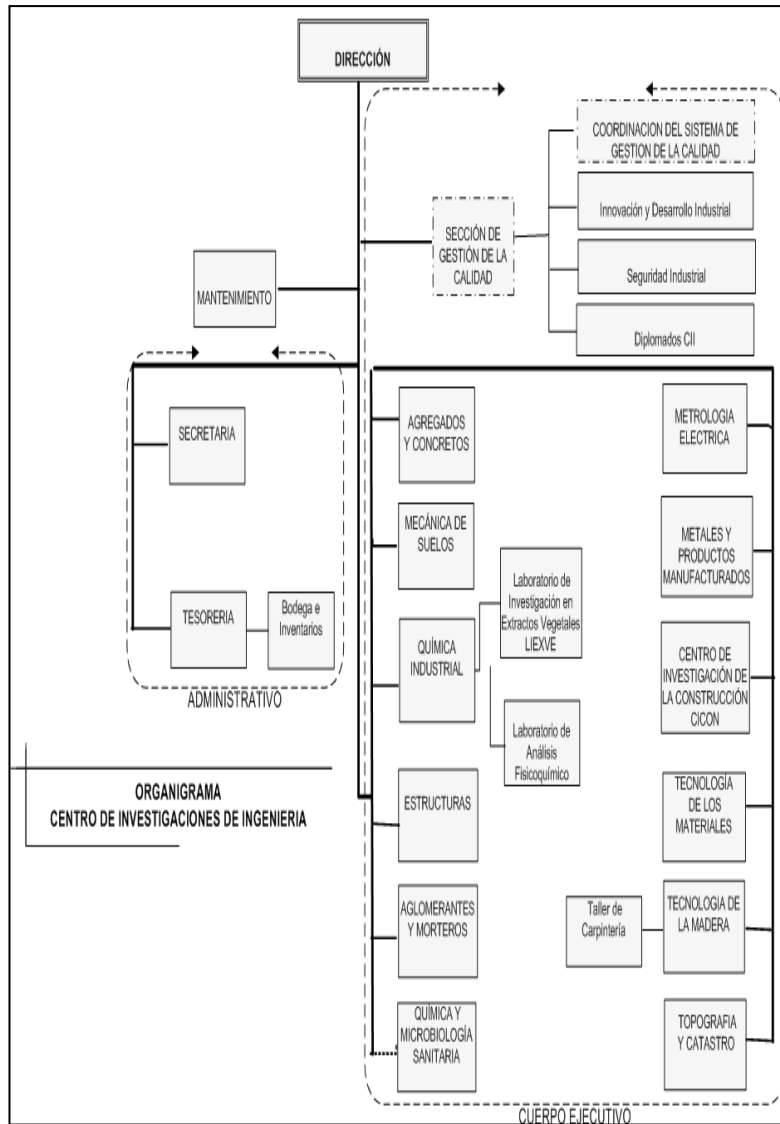 DIRECCIÓN
COORDINACION DEL SISTEMA DE
GESTION DE LA CALIDAD
Innovación y Desarrollo Industrial
SECCIÓN DE
GESTIÓN DE LA
CALIDAD
Seguridad Industrial
Diplomados CII
MANTENIMIENTO
SECRETARIA
TESORERIA
Bodega e
Inventarios
ADMINISTRATIVO
AGREGADOS
Y CONCRETOS
METROLOGIA
ELECTRICA
MECÁNICA DE
SUELOS
METALES Y
PRODUCTOS
MANUFACTURADOS
QUÍMICA
INDUSTRIAL
Laboratorio de
Investigación en
Extractos Vegetales
LIEXVE
Laboratorio de
Análisis
Fisicoquímico
CENTRO DE
INVESTIGACIÓN DE
LA CONSTRUCCIÓN
CICON
ESTRUCTURAS
TECNOLOGÍA
DE LOS
MATERIALES
AGLOMERANTES
Y MORTEROS
Taller de
Carpintería
TECNOLOGIA DE
LA MADERA
QUÍMICA Y
MICROBIOLOGÍA
SANITARIA
TOPOGRAFIA
Y CATASTRO
CUERPO EJECUTIVO
ORGANIGRAMA
CENTRO DE INVESTIGACIONES DE INGENIERIA